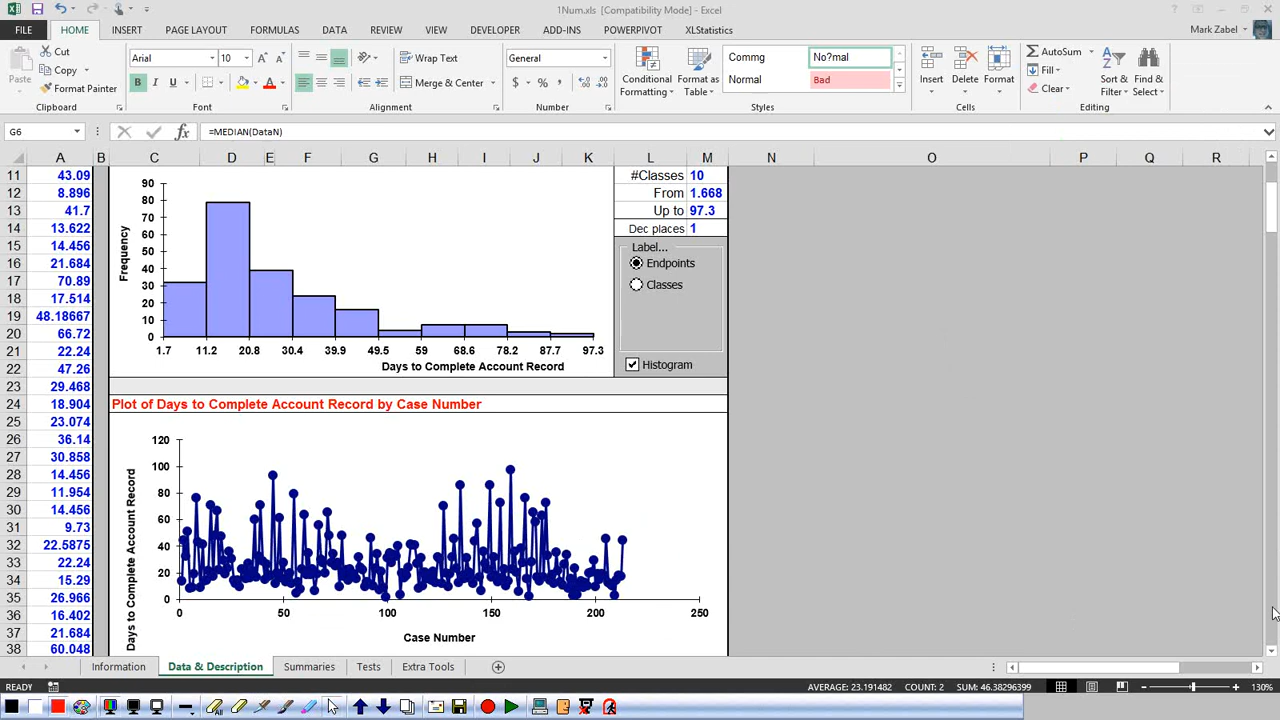 1Num.xls [Compatibility Mode] - Excel
FILE HOME INSERT PAGE LAYOUT FORMULAS DATA REVIEW VIEW DEVELOPER ADD-INS POWERPIVOT XLStatistics Mark Zabel
Paste Cut Copy Format Painter Clipboard
Arial 10 A A B I U A Font
Wrap Text Merge & Center Alignment
General $ % , Number
Conditional Formatting Format as Table Commg No?mal Normal Bad Styles
Insert Delete Format Cells
AutoSum Fill Clear Sort & Filter Find & Select Editing
G6 fx =MEDIAN(DataN)
A B C D E F G H I J K L M N O P Q R
11 43.09
12 8.896
13 41.7
14 13.622
15 14.456
16 21.684
17 70.89
18 17.514
19 48.18667
20 66.72
21 22.24
22 47.26
23 29.468
24 18.904
25 23.074
26 36.14
27 30.858
28 14.456
29 11.954
30 14.456
31 9.73
32 22.5875
33 22.24
34 15.29
35 26.966
36 16.402
37 21.684
38 60.048
Frequency
90
80
70
60
50
40
30
20
10
0
1.7 11.2 20.8 30.4 39.9 49.5 59 68.6 78.2 87.7 97.3
Days to Complete Account Record
#Classes 10
From 1.668
Up to 97.3
Dec places 1
Label...
Endpoints
Classes
Histogram
Plot of Days to Complete Account Record by Case Number
Days to Complete Account Record
120
100
80
60
40
20
0
0 50 100 150 200 250
Case Number
Information Data & Description Summaries Tests Extra Tools
READY AVERAGE: 23.191482 COUNT: 2 SUM: 46.38296399 130%